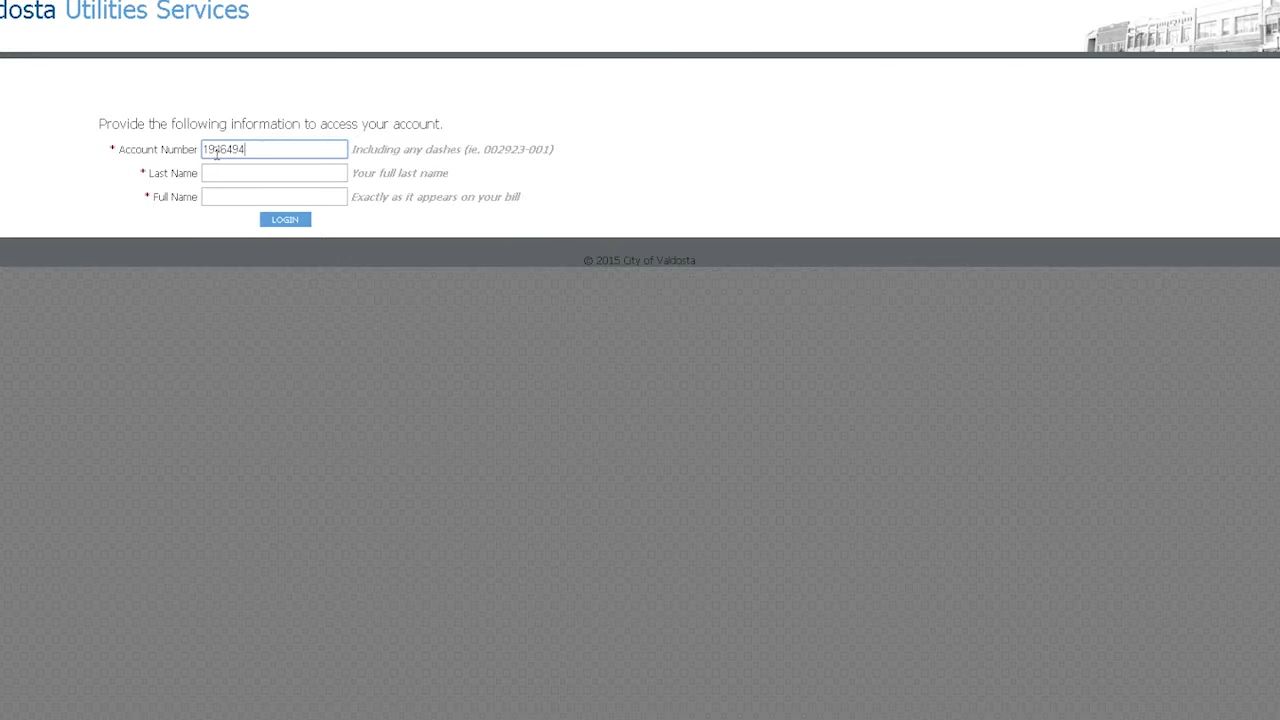 dosta Utilities Services
Provide the following information to access your account.
* Account Number 1946494 Including any dashes (ie. 002923-001)
* Last Name Your full last name
* Full Name Exactly as it appears on your bill
LOGIN
© 2015 City of Valdosta